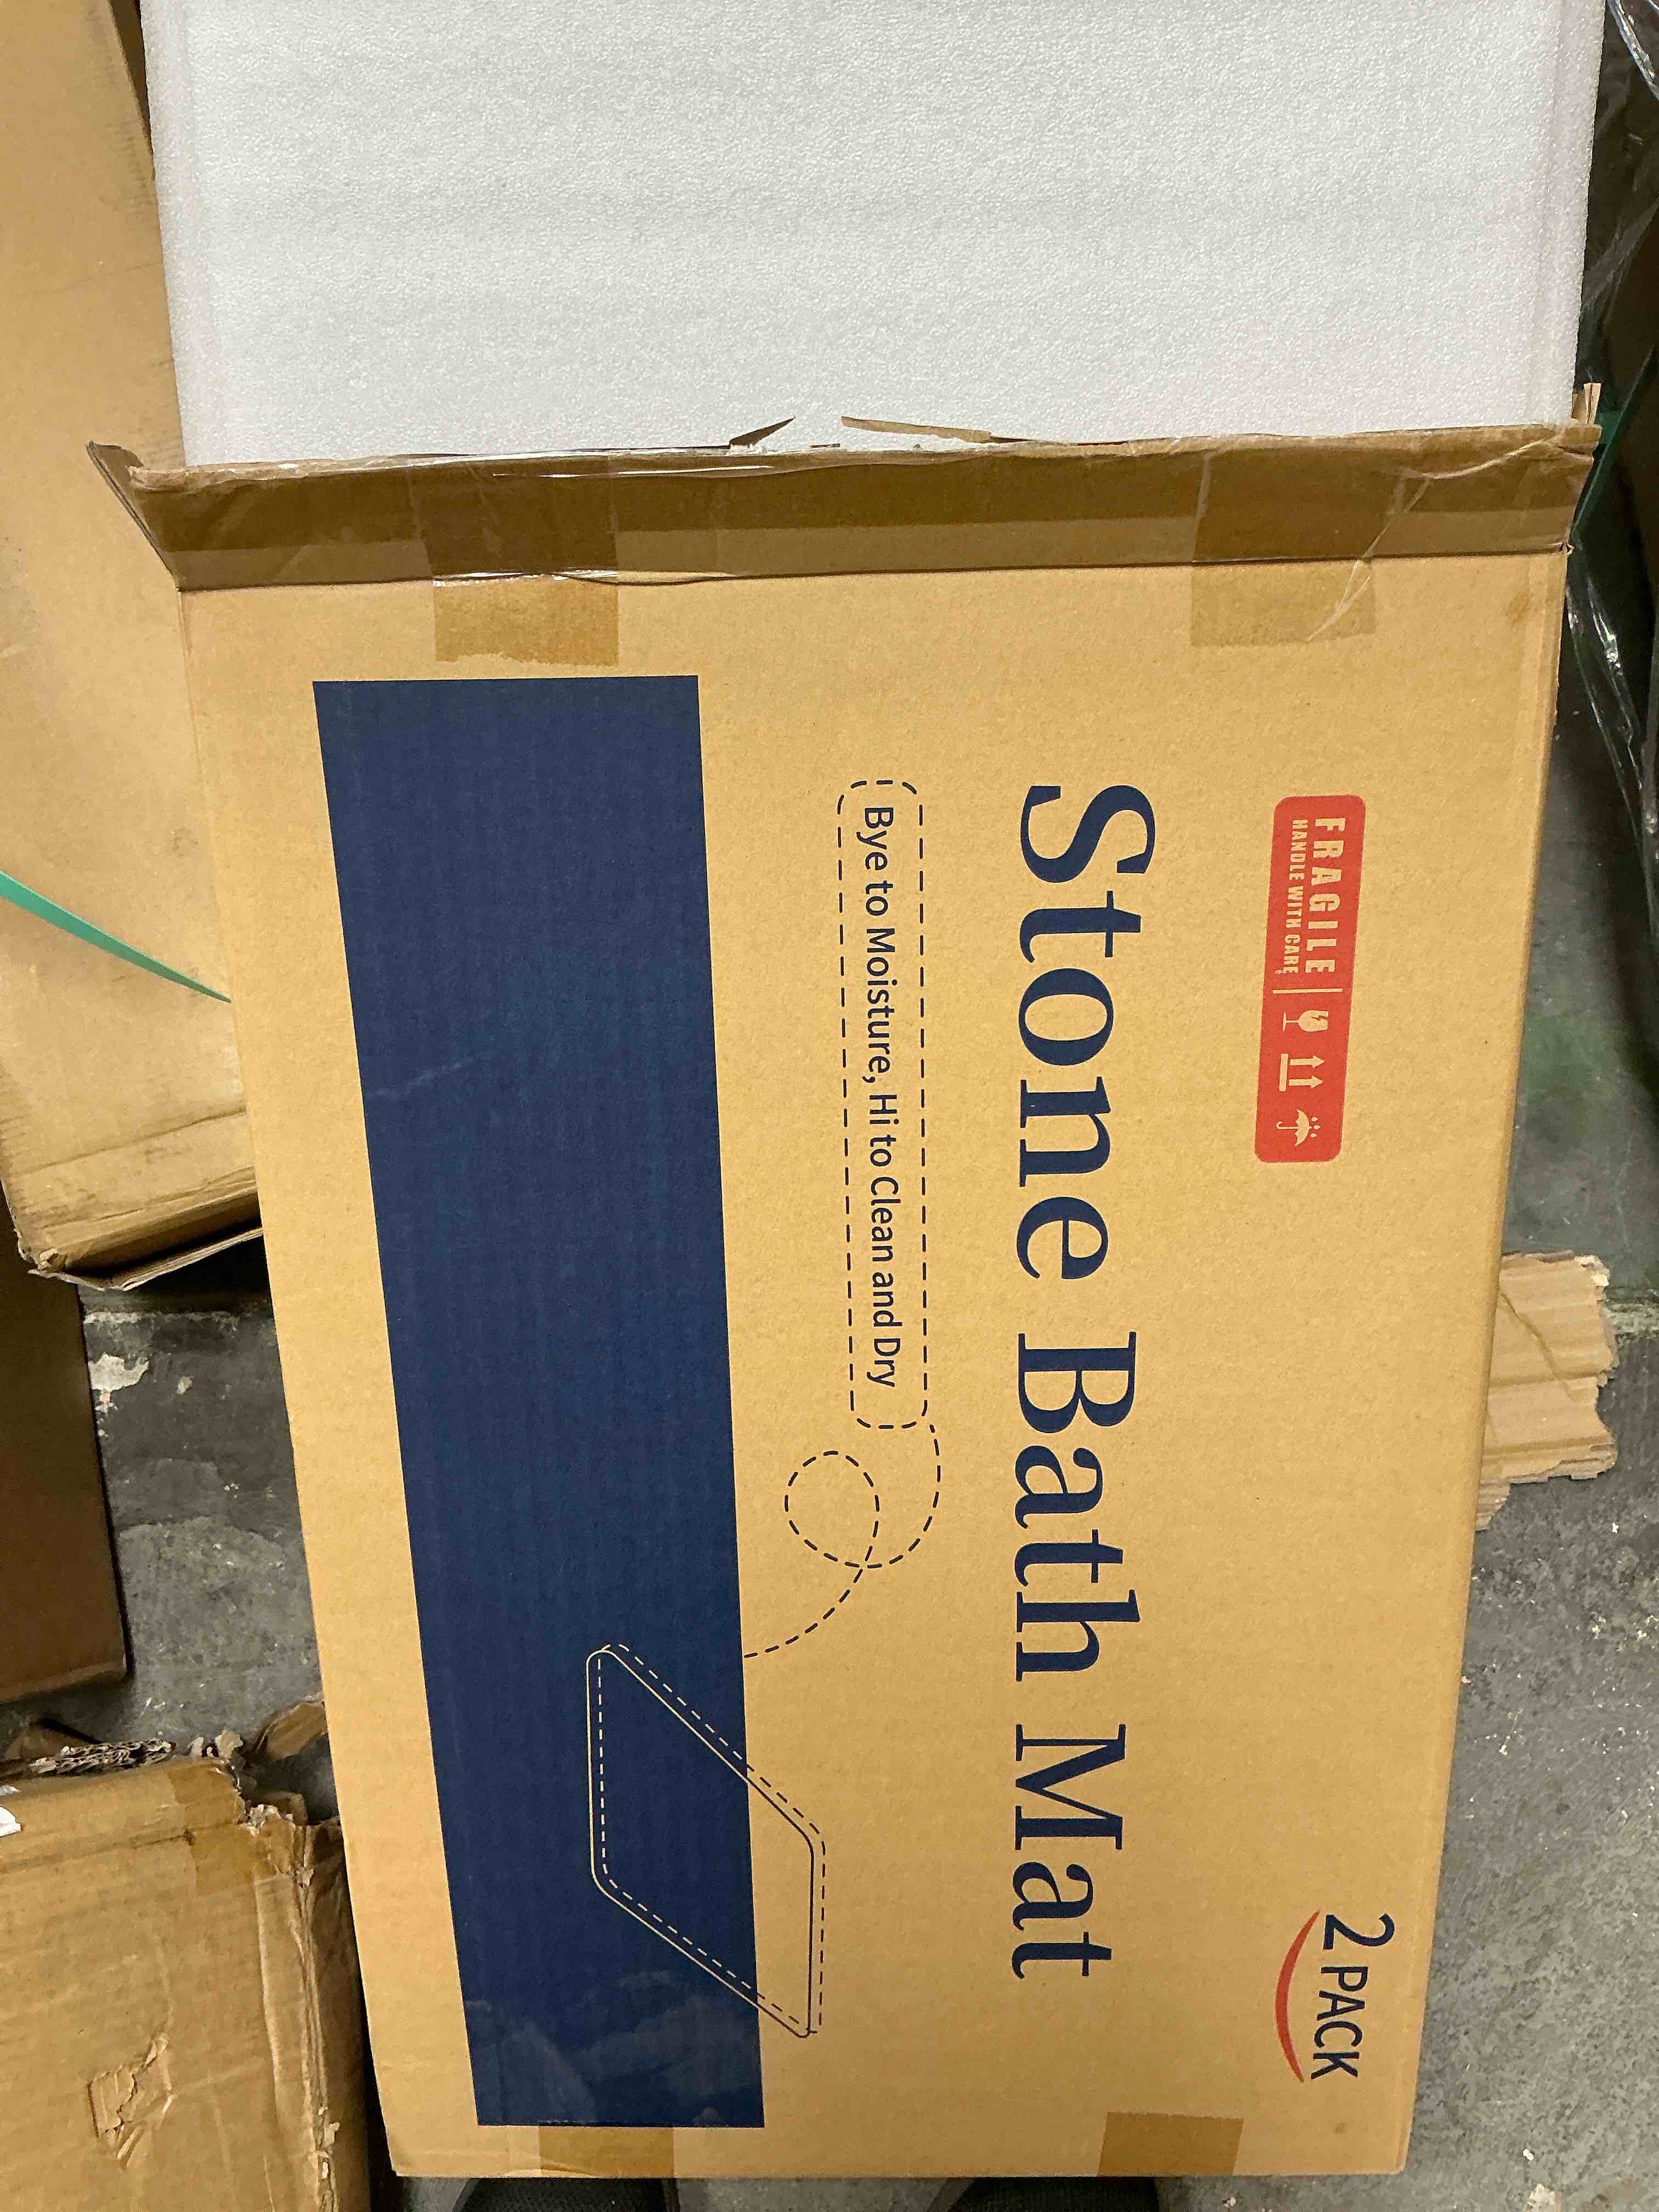 FRAGILE
HANDLE WITH CARE
2 PACK
Stone Bath Mat
Bye to Moisture, Hi to Clean and Dry